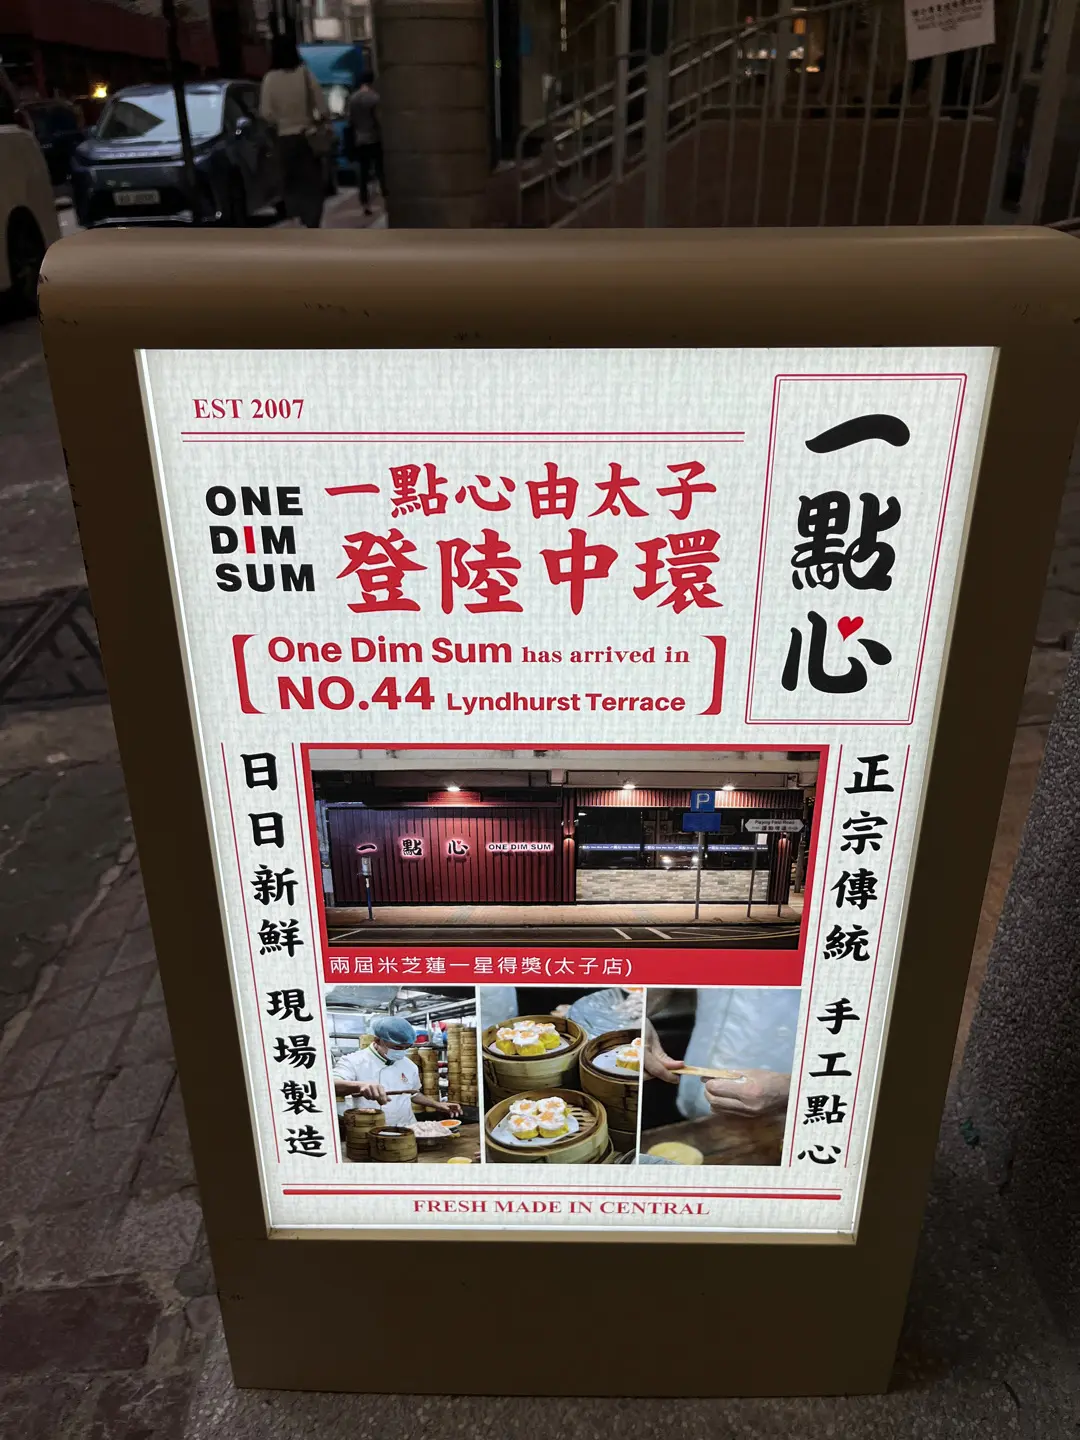 EST 2007
ONE
DIM
SUM
一點心由太子
登陸中環
One Dim Sum has arrived in
NO.44 Lyndhurst Terrace
一點心
日日新鮮 現場製造
一點心 ONE DIM SUM
P
兩屆米芝蓮一星得獎(太子店)
正宗傳統 手工點心
FRESH MADE IN CENTRAL